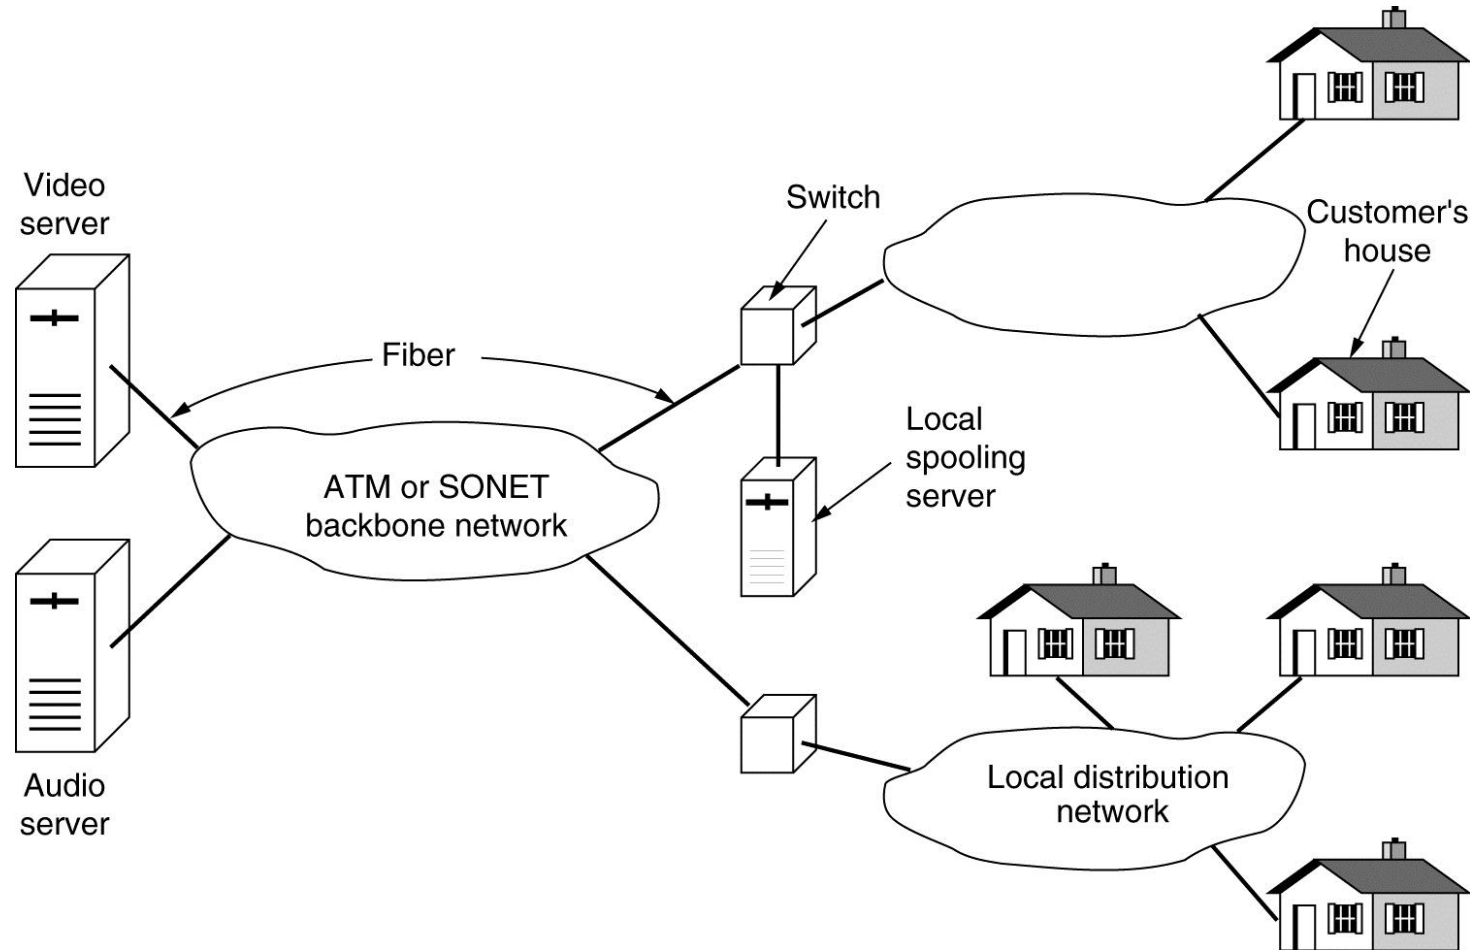 Video
server
Switch
Customer's
house
Fiber
Local
spooling
server
ATM or SONET
backbone network
Audio
server
Local distribution
network